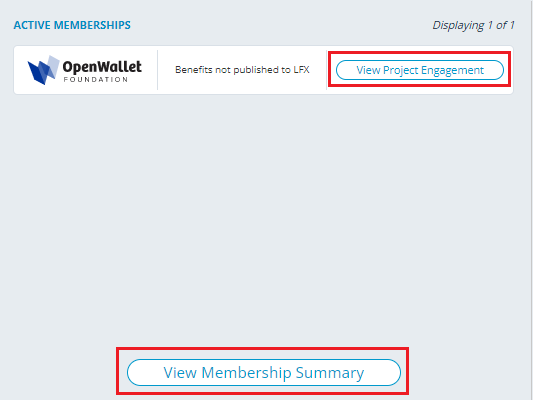 ACTIVE MEMBERSHIPS
Displaying 1 of 1
OpenWallet
FOUNDATION
Benefits not published to LFX
View Project Engagement
View Membership Summary